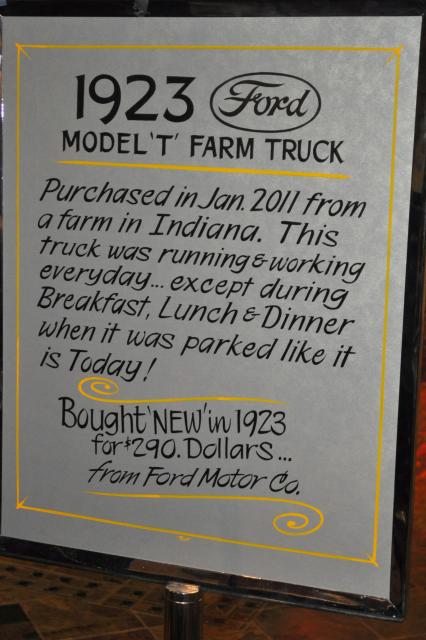 1923 Ford
MODEL 'T' FARM TRUCK
Purchased in Jan. 2011 from
a farm in Indiana. This
truck was running & working
everyday... except during
Breakfast, Lunch & Dinner
when it was parked like it
is Today!
Bought 'NEW' in 1923
for $290. Dollars...
from Ford Motor Co.